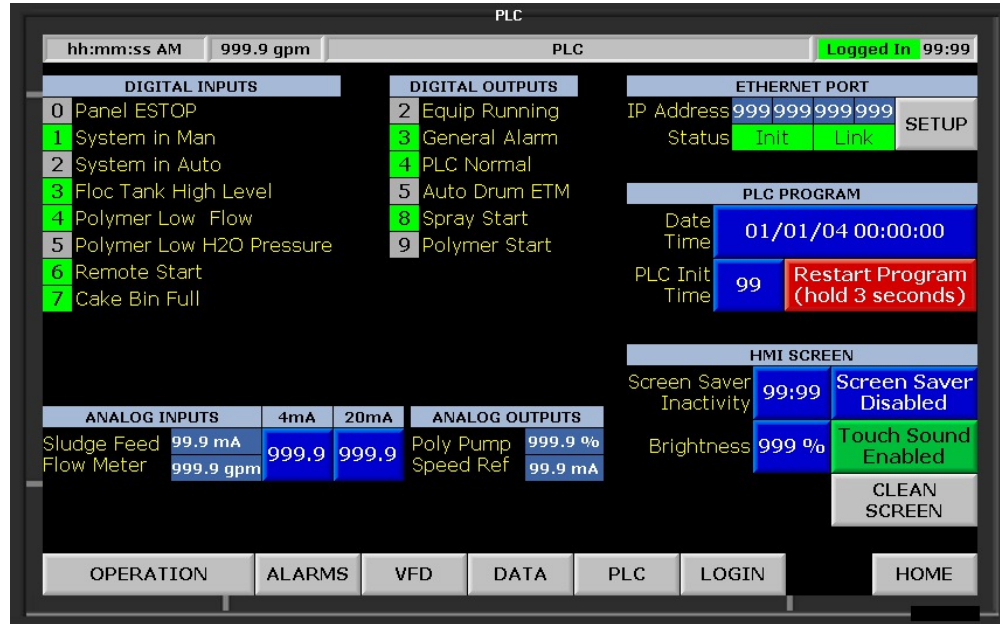 PLC
hh:mm:ss AM 999.9 gpm PLC Logged In 99:99
DIGITAL INPUTS
0 Panel ESTOP
1 System in Man
2 System in Auto
3 Floc Tank High Level
4 Polymer Low Flow
5 Polymer Low H2O Pressure
6 Remote Start
7 Cake Bin Full
DIGITAL OUTPUTS
2 Equip Running
3 General Alarm
4 PLC Normal
5 Auto Drum ETM
8 Spray Start
9 Polymer Start
ETHERNET PORT
IP Address 999 999 999 999
Status Init Link
SETUP
PLC PROGRAM
Date
Time
01/01/04 00:00:00
PLC Init
Time
99
Restart Program
(hold 3 seconds)
HMI SCREEN
Screen Saver
Inactivity
99:99
Screen Saver
Disabled
Brightness 999 %
Touch Sound
Enabled
CLEAN
SCREEN
ANALOG INPUTS 4mA 20mA
Sludge Feed 99.9 mA
Flow Meter 999.9 gpm
999.9 999.9
ANALOG OUTPUTS
Poly Pump 999.9 %
Speed Ref 99.9 mA
OPERATION ALARMS VFD DATA PLC LOGIN HOME